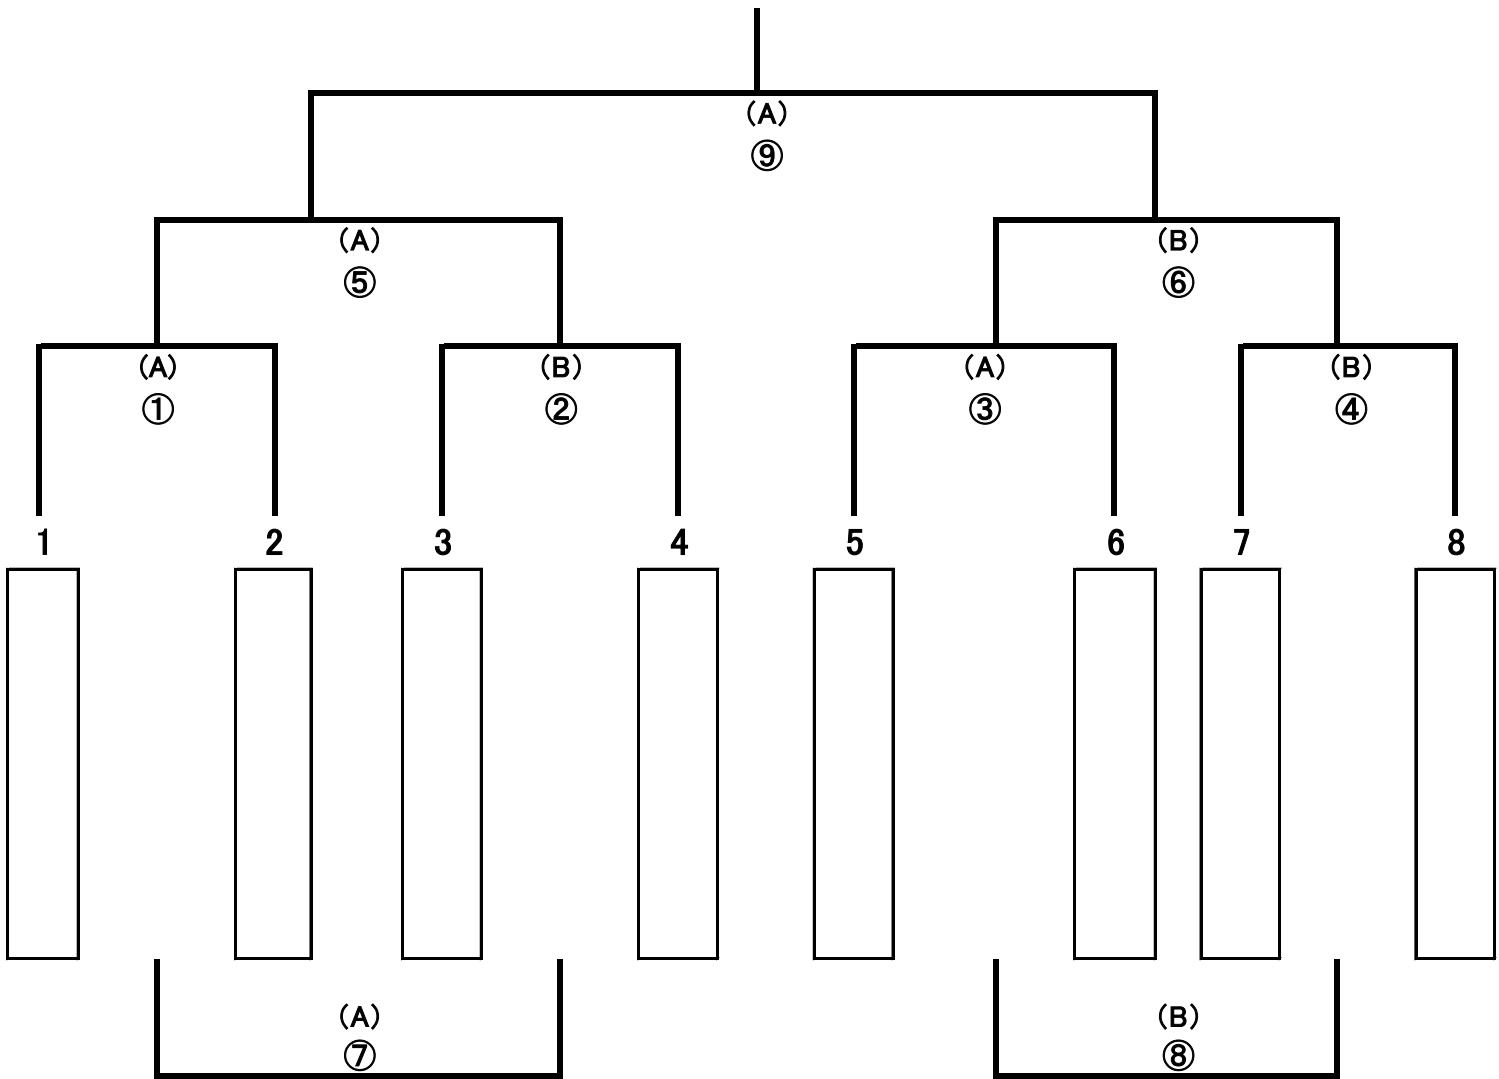 （A）
⑨
（A） （B）
⑤ ⑥
（A） （B） （A） （B）
① ② ③ ④
1 2 3 4 5 6 7 8
（A） （B）
⑦ ⑧